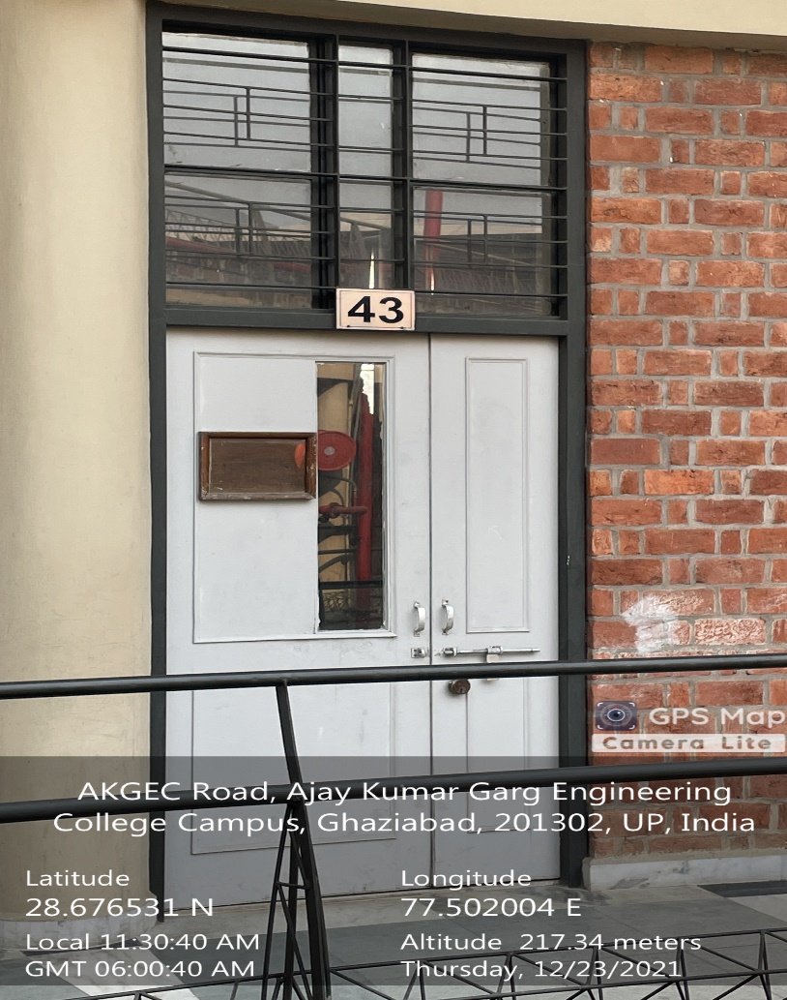 43
GPS Map
Camera Lite
AKGEC Road, Ajay Kumar Garg Engineering
College Campus, Ghaziabad, 201302, UP, India
Latitude
28.676531 N
Longitude
77.502004 E
Local 11:30:40 AM
GMT 06:00:40 AM
Altitude 217.34 meters
Thursday, 12/23/2021